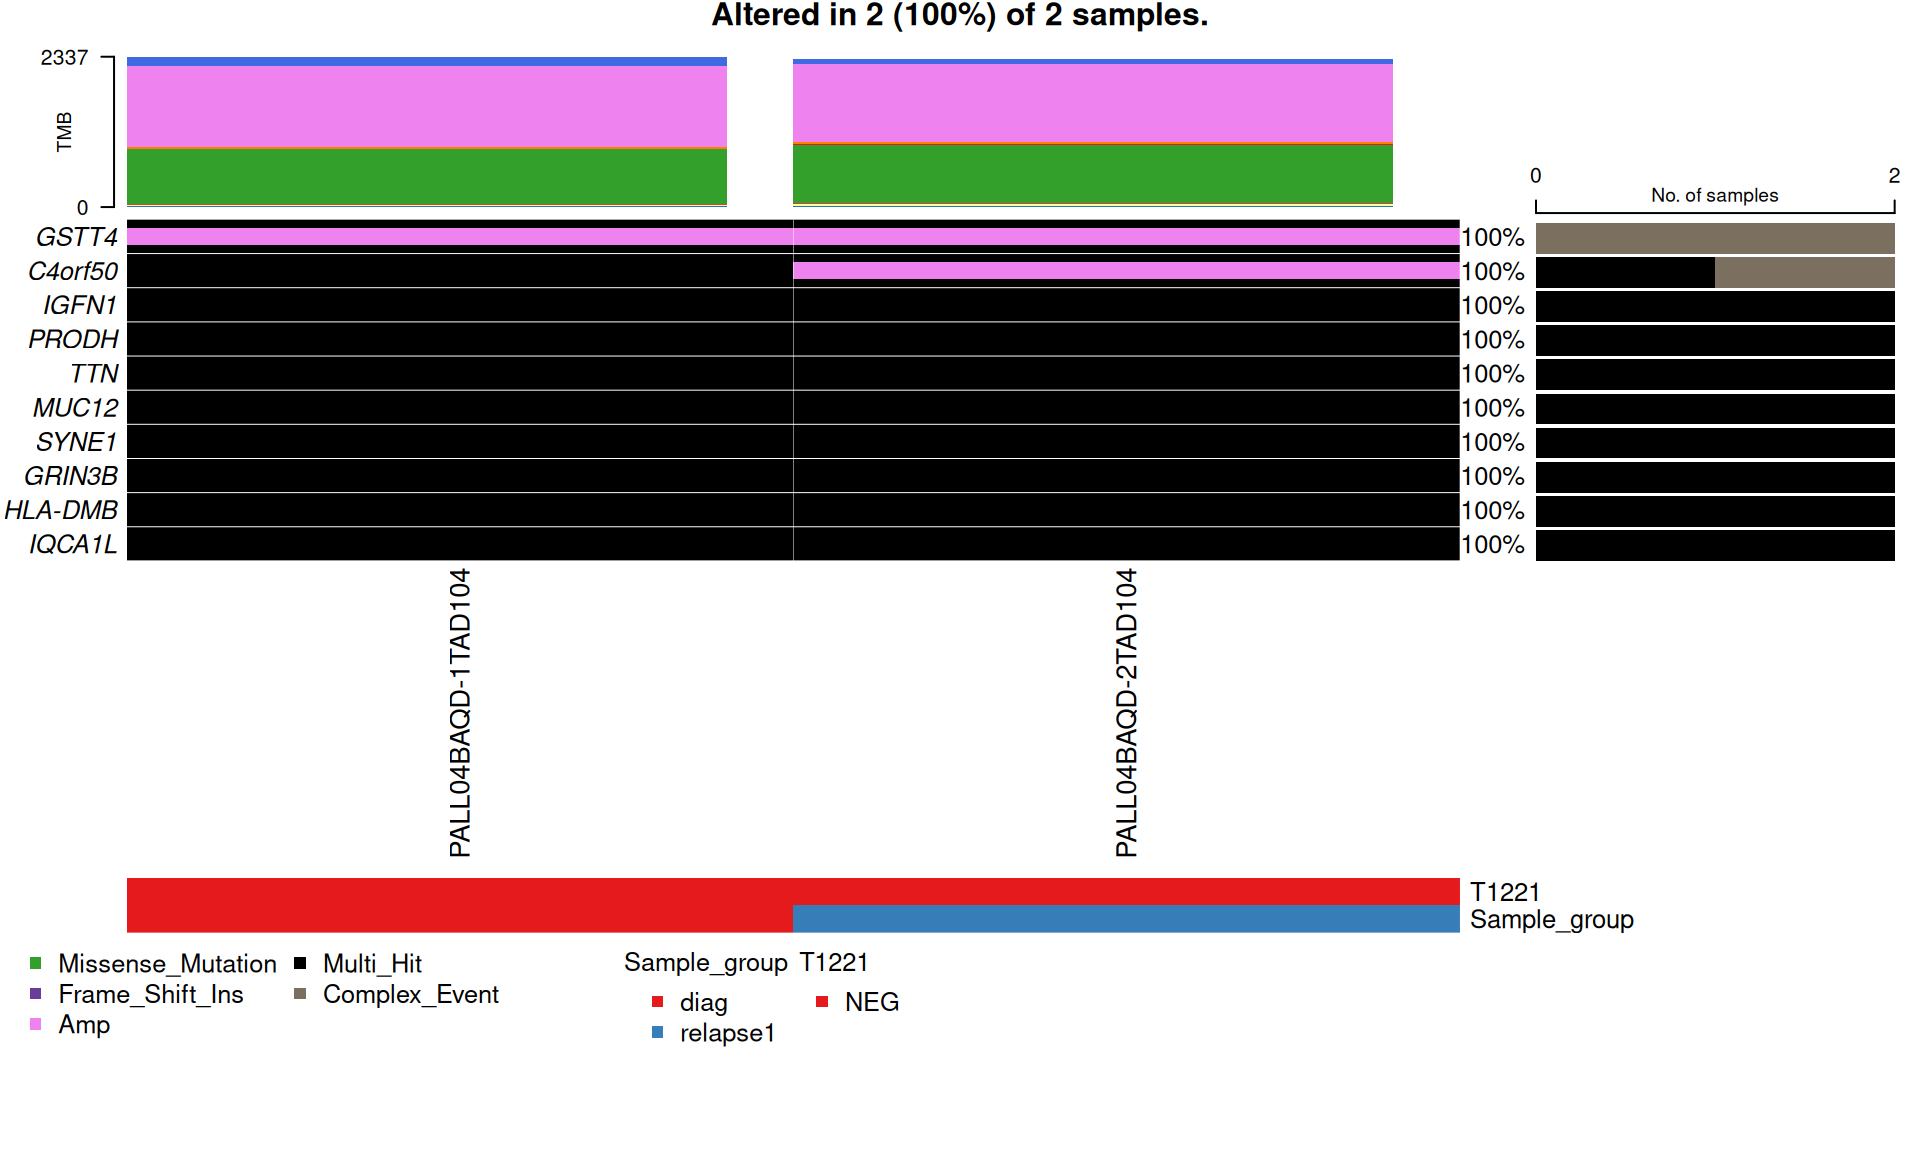 Altered in 2 (100%) of 2 samples.
2337
TMB
0
0
2
No. of samples
GSTT4 100%
C4orf50 100%
IGFN1 100%
PRODH 100%
TTN 100%
MUC12 100%
SYNE1 100%
GRIN3B 100%
HLA-DMB 100%
IQCA1L 100%
PALL04BAQD-1TAD104
PALL04BAQD-2TAD104
T1221
Sample_group
Missense_Mutation
Frame_Shift_Ins
Amp
Multi_Hit
Complex_Event
Sample_group
diag
relapse1
T1221
NEG